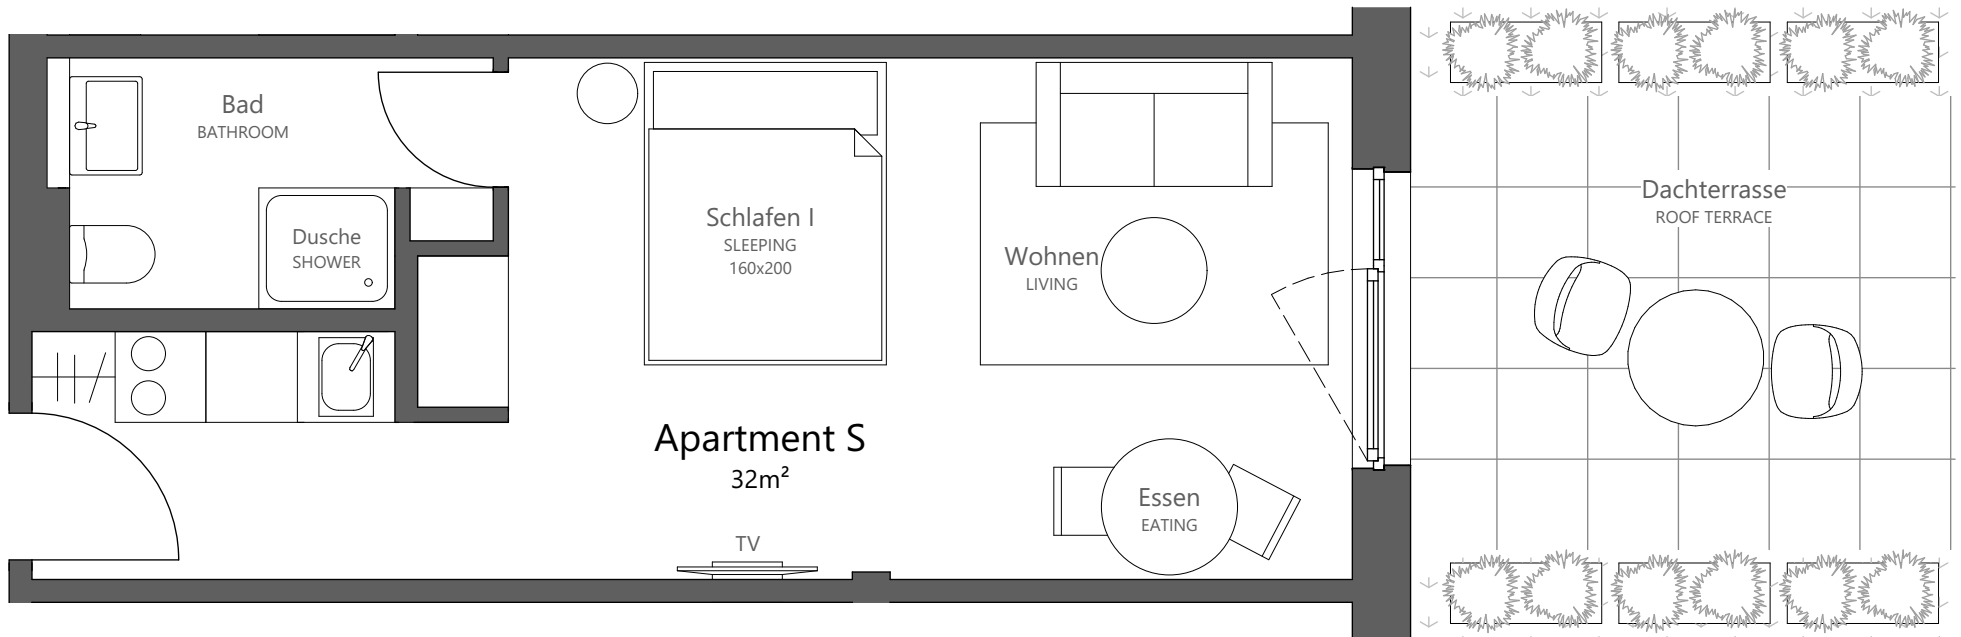 Bad
BATHROOM
Dusche
SHOWER
Schlafen I
SLEEPING
160x200
Wohnen
LIVING
Dachterrasse
ROOF TERRACE
Apartment S
32m²
TV
Essen
EATING